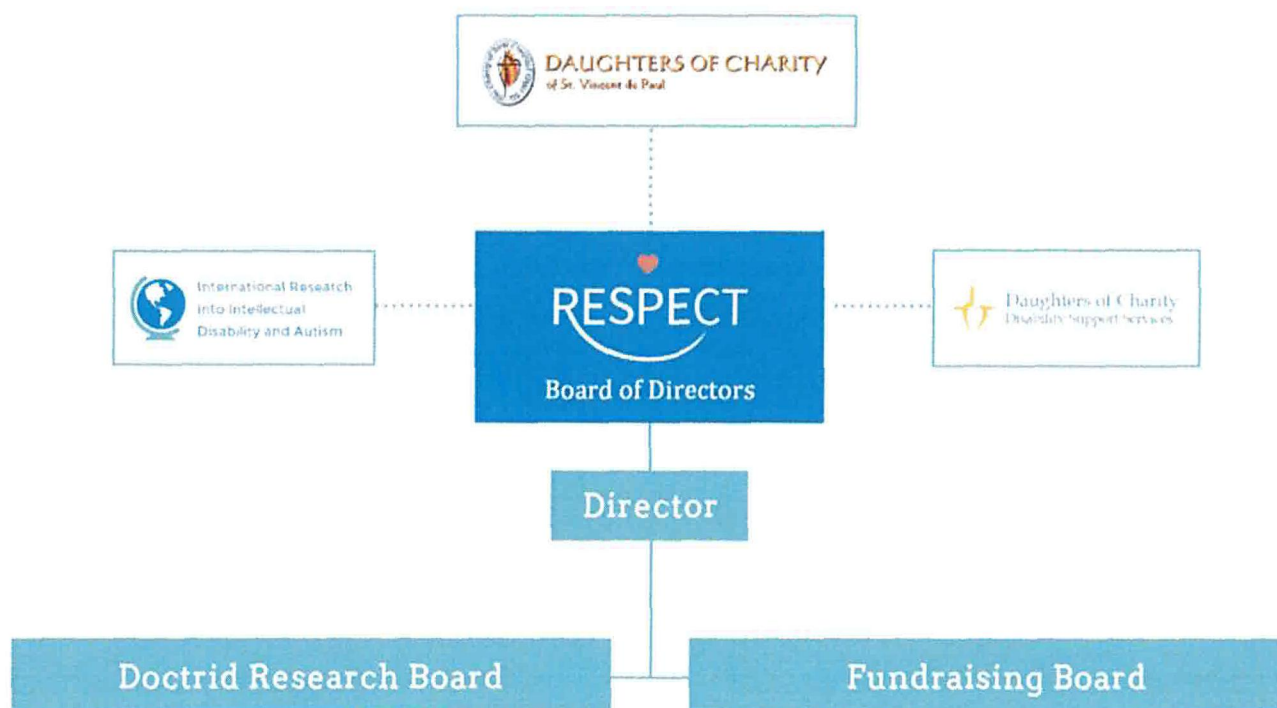 DAUGHTERS OF CHARITY
of St. Vincent de Paul
International Research
into Intellectual
Disability and Autism
RESPECT
Board of Directors
Daughters of Charity
Disability Support Services
Director
Doctrid Research Board
Fundraising Board